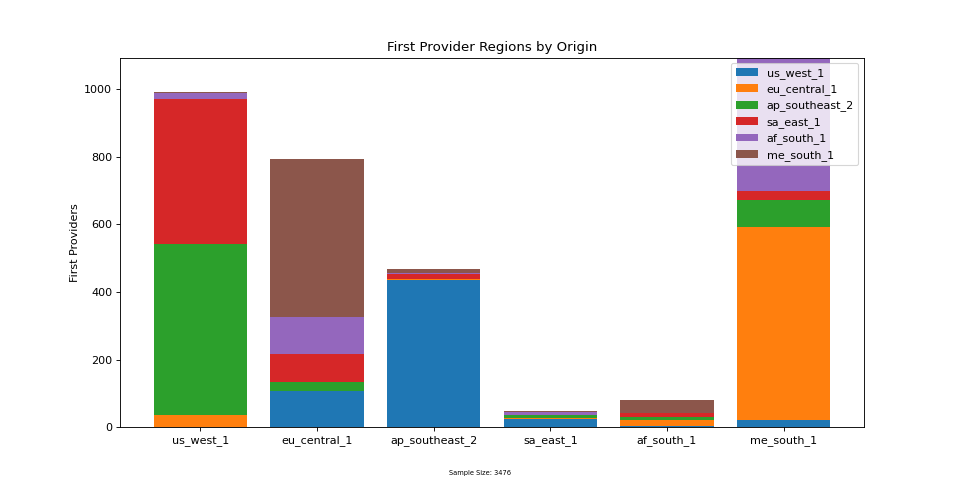 First Provider Regions by Origin
First Providers
1000
800
600
400
200
0
us_west_1
eu_central_1
ap_southeast_2
sa_east_1
af_south_1
me_south_1
us_west_1
eu_central_1
ap_southeast_2
sa_east_1
af_south_1
me_south_1
Sample Size: 3476